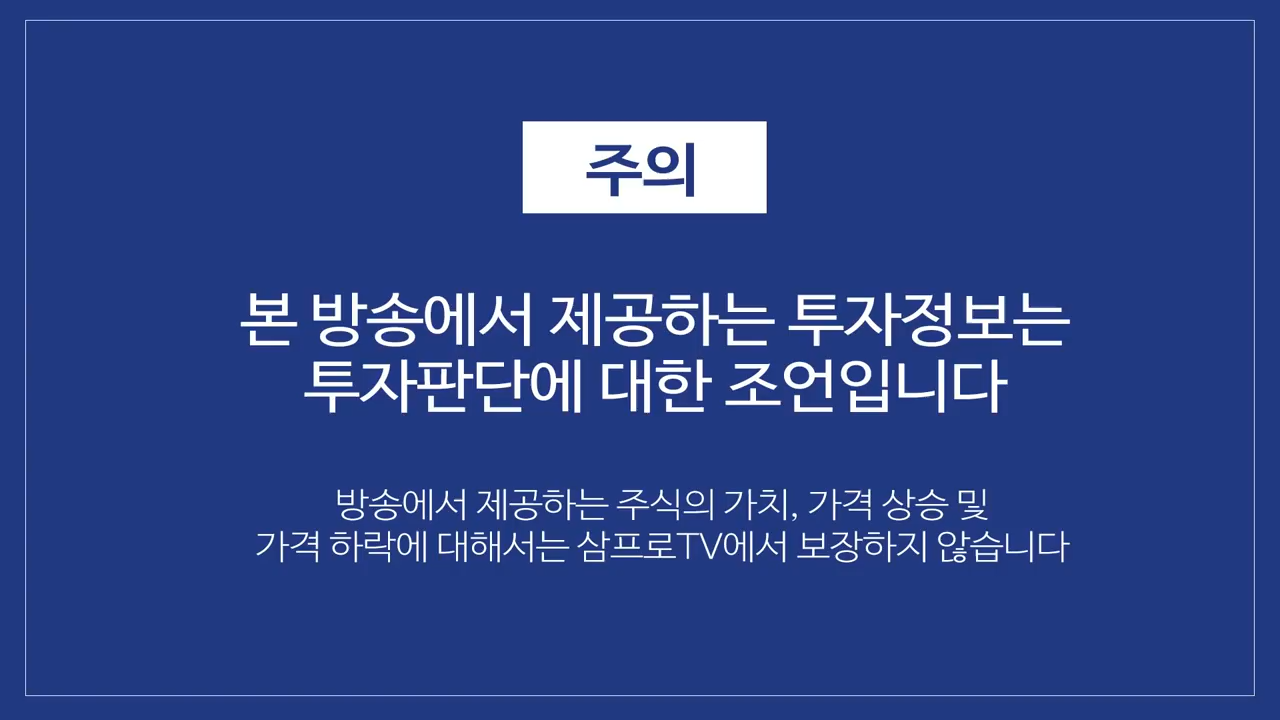 주의
본 방송에서 제공하는 투자정보는
투자판단에 대한 조언입니다
방송에서 제공하는 주식의 가치, 가격 상승 및
가격 하락에 대해서는 삼프로TV에서 보장하지 않습니다